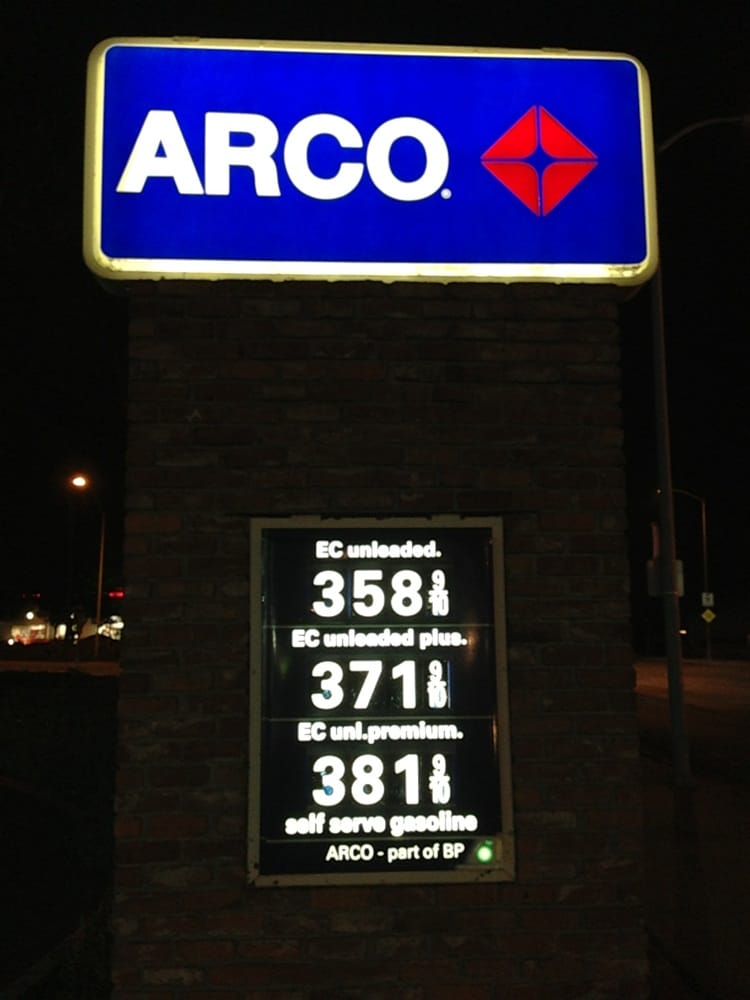 ARCO
EC unleaded.
358 9/10
EC unleaded plus.
371 9/10
EC unl.premium.
381 9/10
self serve gasoline
ARCO - part of BP